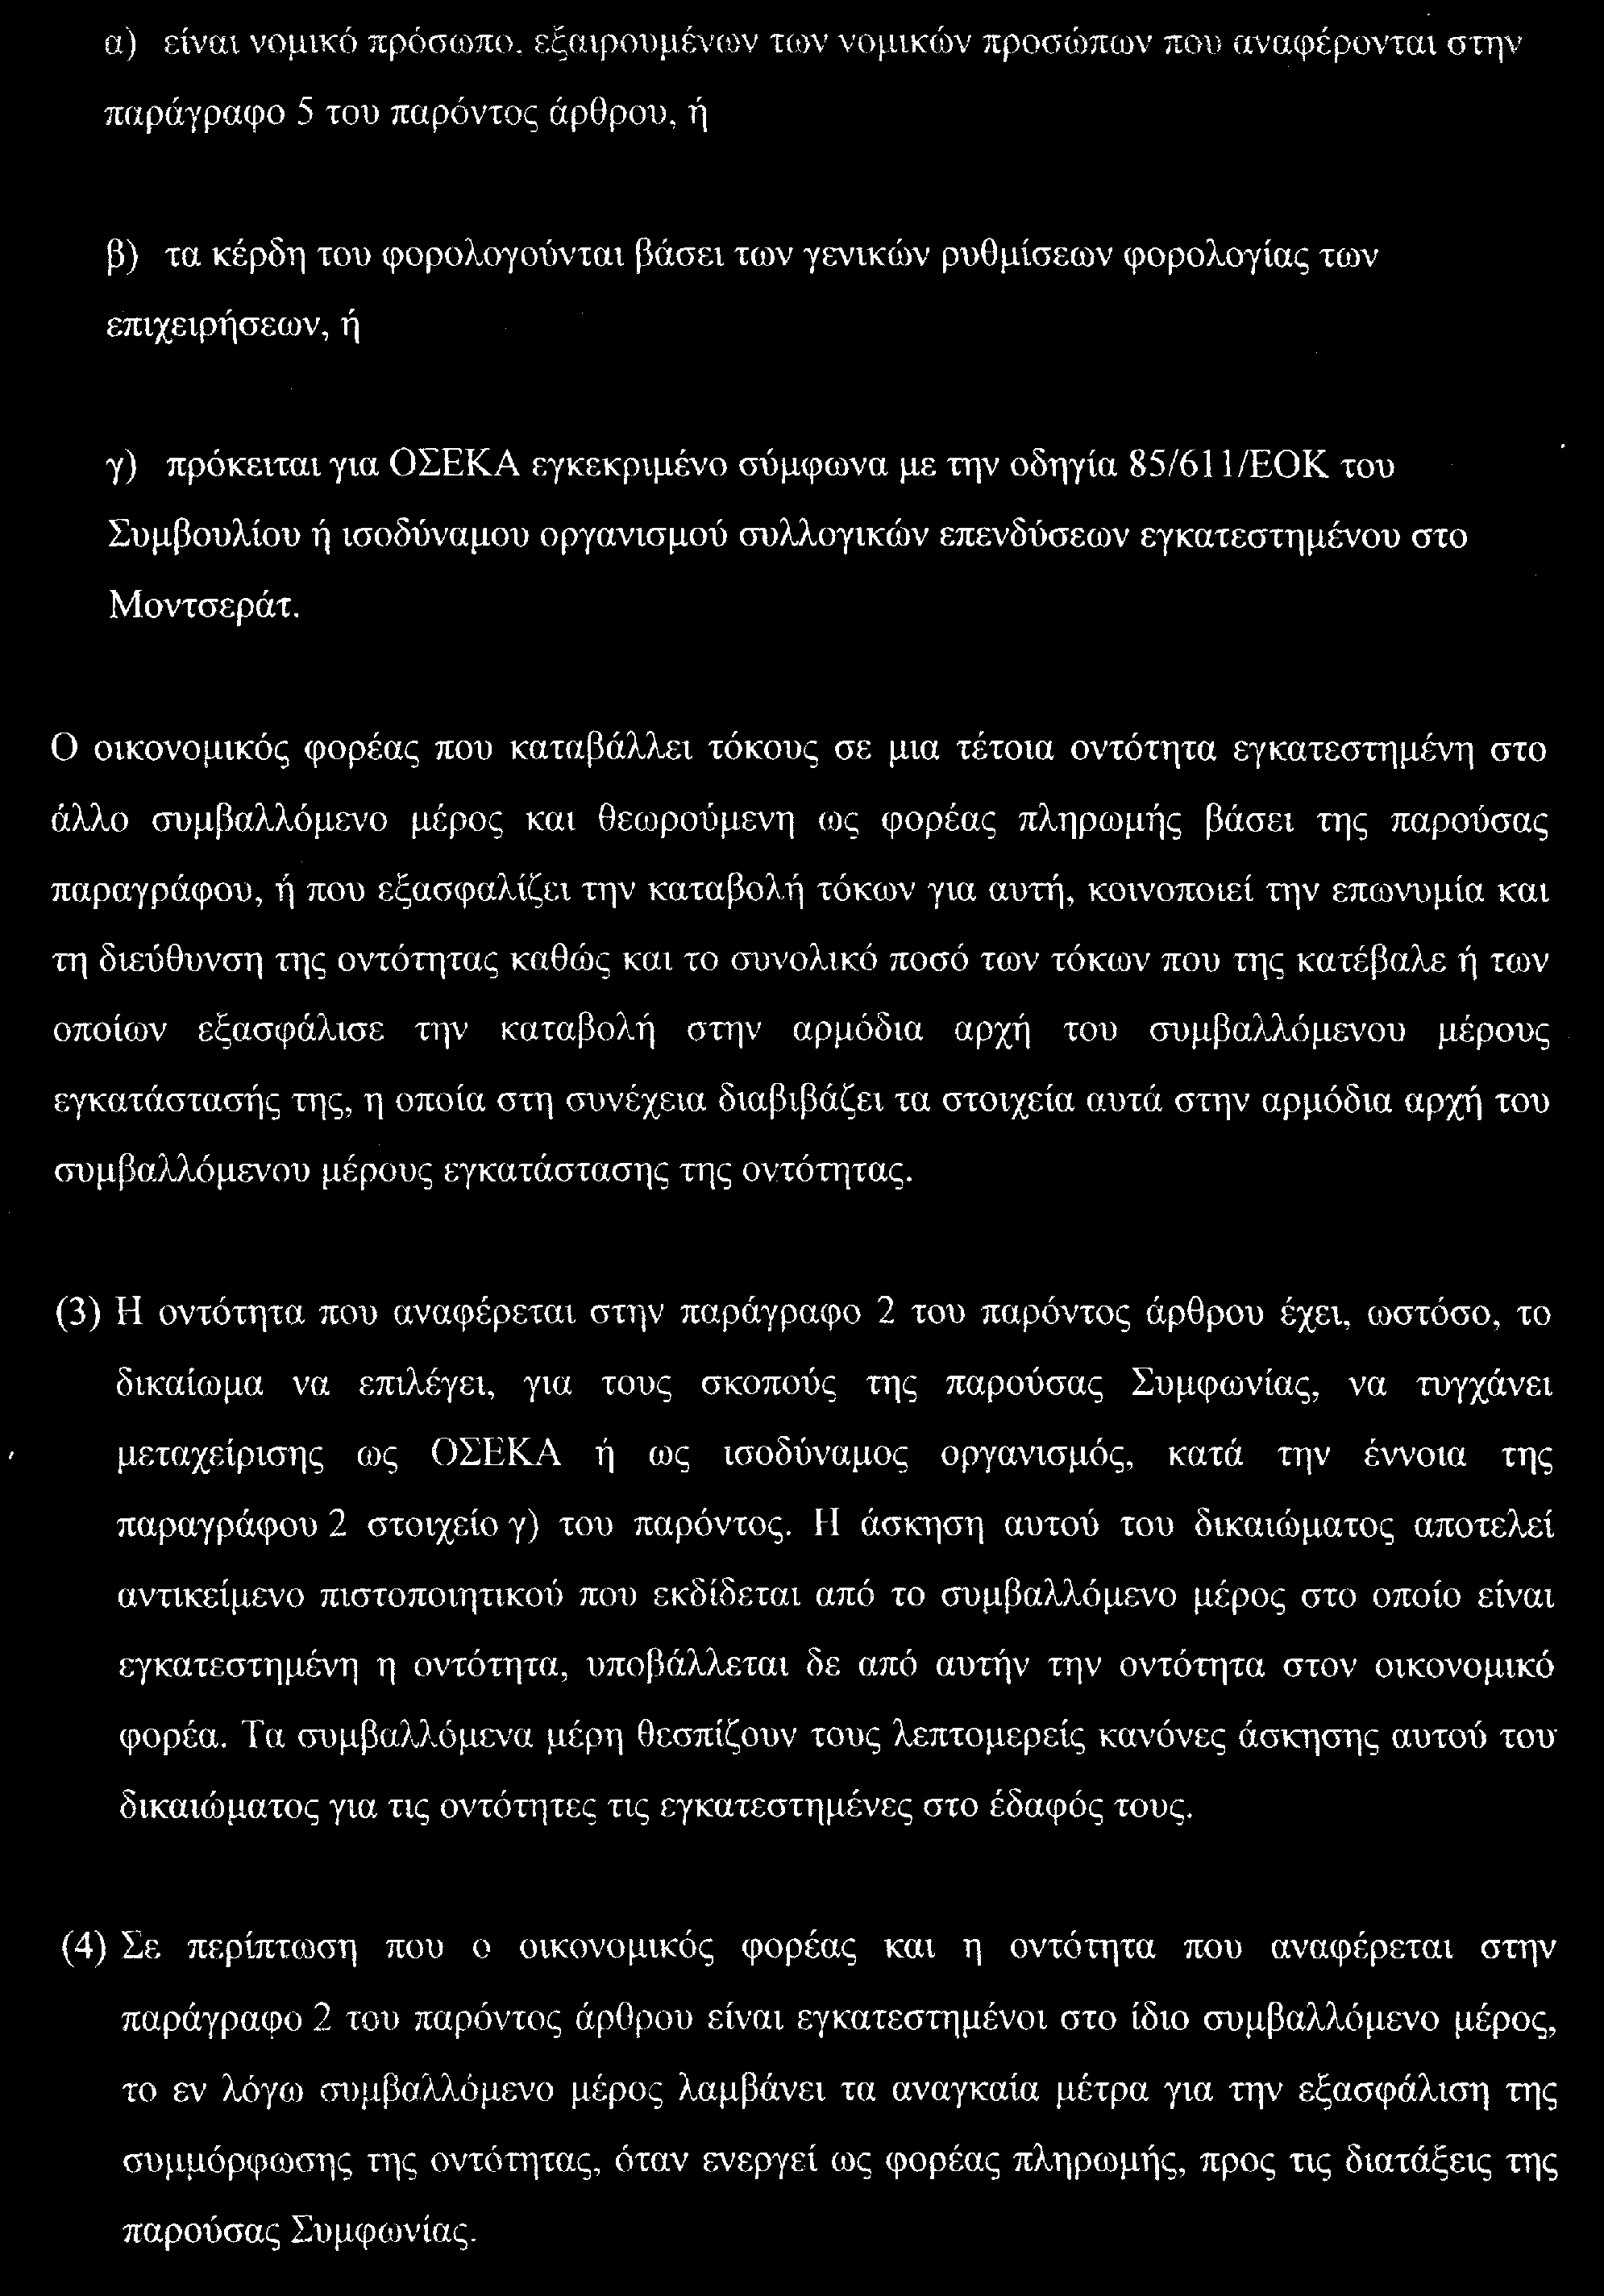 α) είναι νομικό πρόσωπο, εξαιρουμένων των νομικών προσώπων που αναφέρονται στην
παράγραφο 5 του παρόντος άρθρου, ή
β) τα κέρδη του φορολογούνται βάσει των γενικών ρυθμίσεων φορολογίας των
επιχειρήσεων, ή
γ) πρόκειται για ΟΣΕΚΑ εγκεκριμένο σύμφωνα με την οδηγία 85/611/ΕΟΚ του
Συμβουλίου ή ισοδύναμου οργανισμού συλλογικών επενδύσεων εγκατεστημένου στο
Μοντσεράτ.
Ο οικονομικός φορέας που καταβάλλει τόκους σε μια τέτοια οντότητα εγκατεστημένη στο
άλλο συμβαλλόμενο μέρος και θεωρούμενη ως φορέας πληρωμής βάσει της παρούσας
παραγράφου, ή που εξασφαλίζει την καταβολή τόκων για αυτή, κοινοποιεί την επωνυμία και
τη διεύθυνση της οντότητας καθώς και το συνολικό ποσό των τόκων που της κατέβαλε ή των
οποίων εξασφάλισε την καταβολή στην αρμόδια αρχή του συμβαλλόμενου μέρους
εγκατάστασής της, η οποία στη συνέχεια διαβιβάζει τα στοιχεία αυτά στην αρμόδια αρχή του
συμβαλλόμενου μέρους εγκατάστασης της οντότητας.
(3) Η οντότητα που αναφέρεται στην παράγραφο 2 του παρόντος άρθρου έχει, ωστόσο, το
δικαίωμα να επιλέγει, για τους σκοπούς της παρούσας Συμφωνίας, να τυγχάνει
μεταχείρισης ως ΟΣΕΚΑ ή ως ισοδύναμος οργανισμός, κατά την έννοια της
παραγράφου 2 στοιχείο γ) του παρόντος. Η άσκηση αυτού του δικαιώματος αποτελεί
αντικείμενο πιστοποιητικού που εκδίδεται από το συμβαλλόμενο μέρος στο οποίο είναι
εγκατεστημένη η οντότητα, υποβάλλεται δε από αυτήν την οντότητα στον οικονομικό
φορέα. Τα συμβαλλόμενα μέρη θεσπίζουν τους λεπτομερείς κανόνες άσκησης αυτού του
δικαιώματος για τις οντότητες τις εγκατεστημένες στο έδαφός τους.
(4) Σε περίπτωση που ο οικονομικός φορέας και η οντότητα που αναφέρεται στην
παράγραφο 2 του παρόντος άρθρου είναι εγκατεστημένοι στο ίδιο συμβαλλόμενο μέρος,
το εν λόγω συμβαλλόμενο μέρος λαμβάνει τα αναγκαία μέτρα για την εξασφάλιση της
συμμόρφωσης της οντότητας, όταν ενεργεί ως φορέας πληρωμής, προς τις διατάξεις της
παρούσας Συμφωνίας.